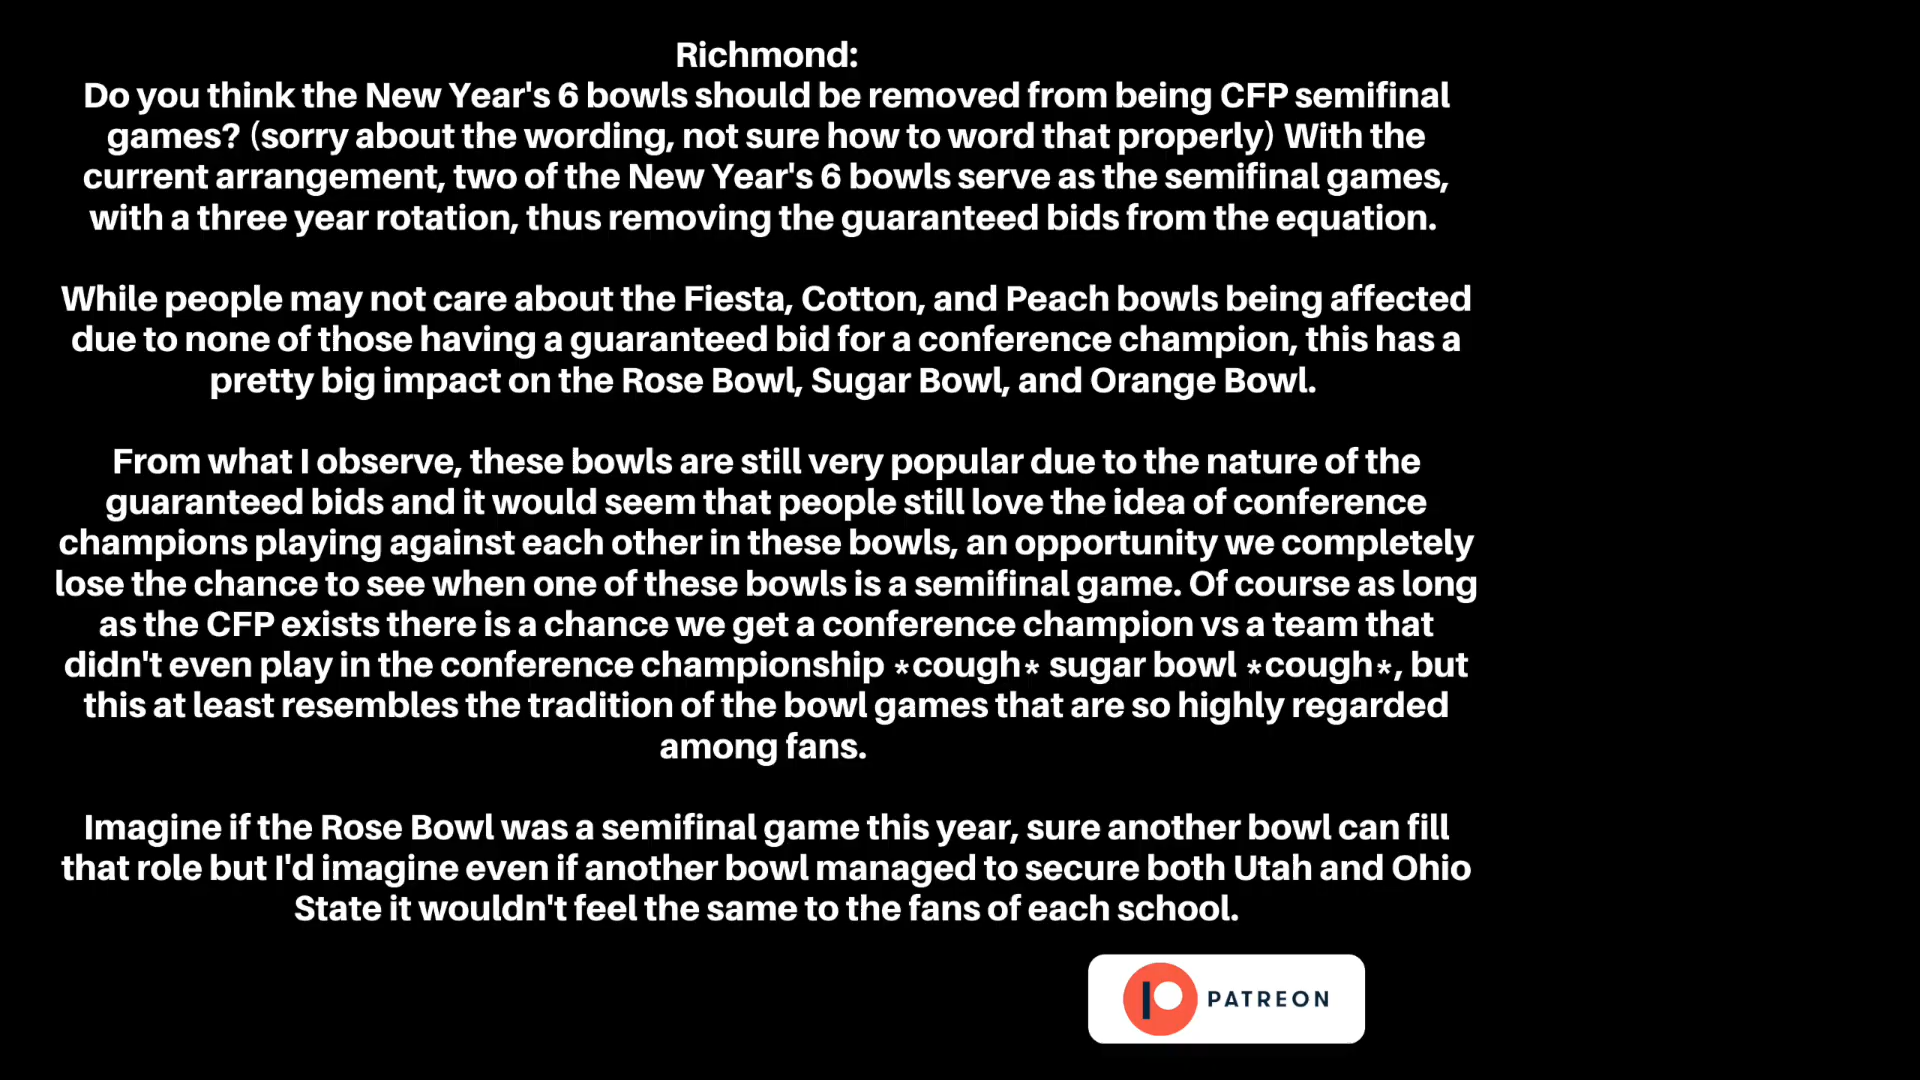 Richmond:
Do you think the New Year's 6 bowls should be removed from being CFP semifinal
games? (sorry about the wording, not sure how to word that properly) With the
current arrangement, two of the New Year's 6 bowls serve as the semifinal games,
with a three year rotation, thus removing the guaranteed bids from the equation.
While people may not care about the Fiesta, Cotton, and Peach bowls being affected
due to none of those having a guaranteed bid for a conference champion, this has a
pretty big impact on the Rose Bowl, Sugar Bowl, and Orange Bowl.
From what I observe, these bowls are still very popular due to the nature of the
guaranteed bids and it would seem that people still love the idea of conference
champions playing against each other in these bowls, an opportunity we completely
lose the chance to see when one of these bowls is a semifinal game. Of course as long
as the CFP exists there is a chance we get a conference champion vs a team that
didn't even play in the conference championship *cough* sugar bowl *cough*, but
this at least resembles the tradition of the bowl games that are so highly regarded
among fans.
Imagine if the Rose Bowl was a semifinal game this year, sure another bowl can fill
that role but I'd imagine even if another bowl managed to secure both Utah and Ohio
State it wouldn't feel the same to the fans of each school.
PATREON